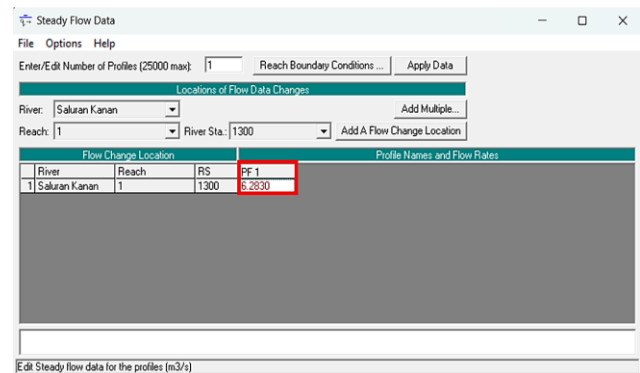 Steady Flow Data
File Options Help
Enter/Edit Number of Profiles (25000 max): 1 Reach Boundary Conditions ... Apply Data
Locations of Flow Data Changes
River: Saluran Kanan Add Multiple...
Reach: 1 River Sta.: 1300 Add A Flow Change Location
Flow Change Location Profile Names and Flow Rates
River Reach RS PF 1
1 Saluran Kanan 1 1300 6.2830
Edit Steady flow data for the profiles (m3/s)